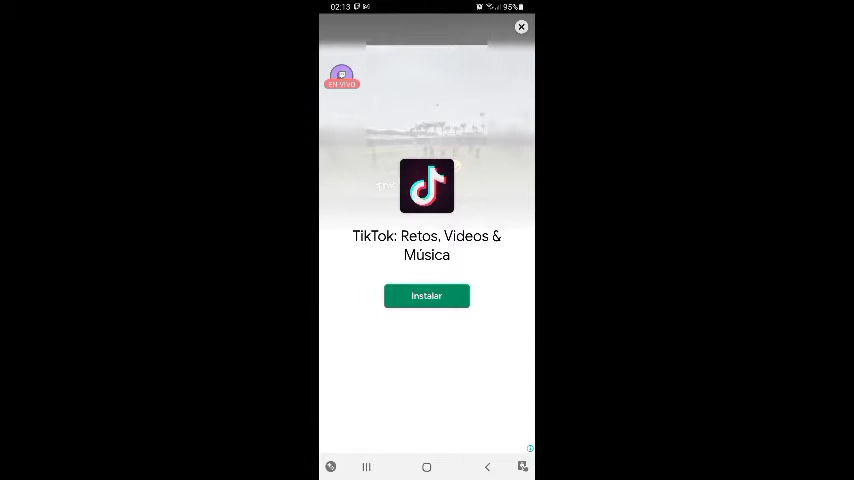 02:13
95%
EN VIVO
TikTok: Retos, Videos &
Música
Instalar